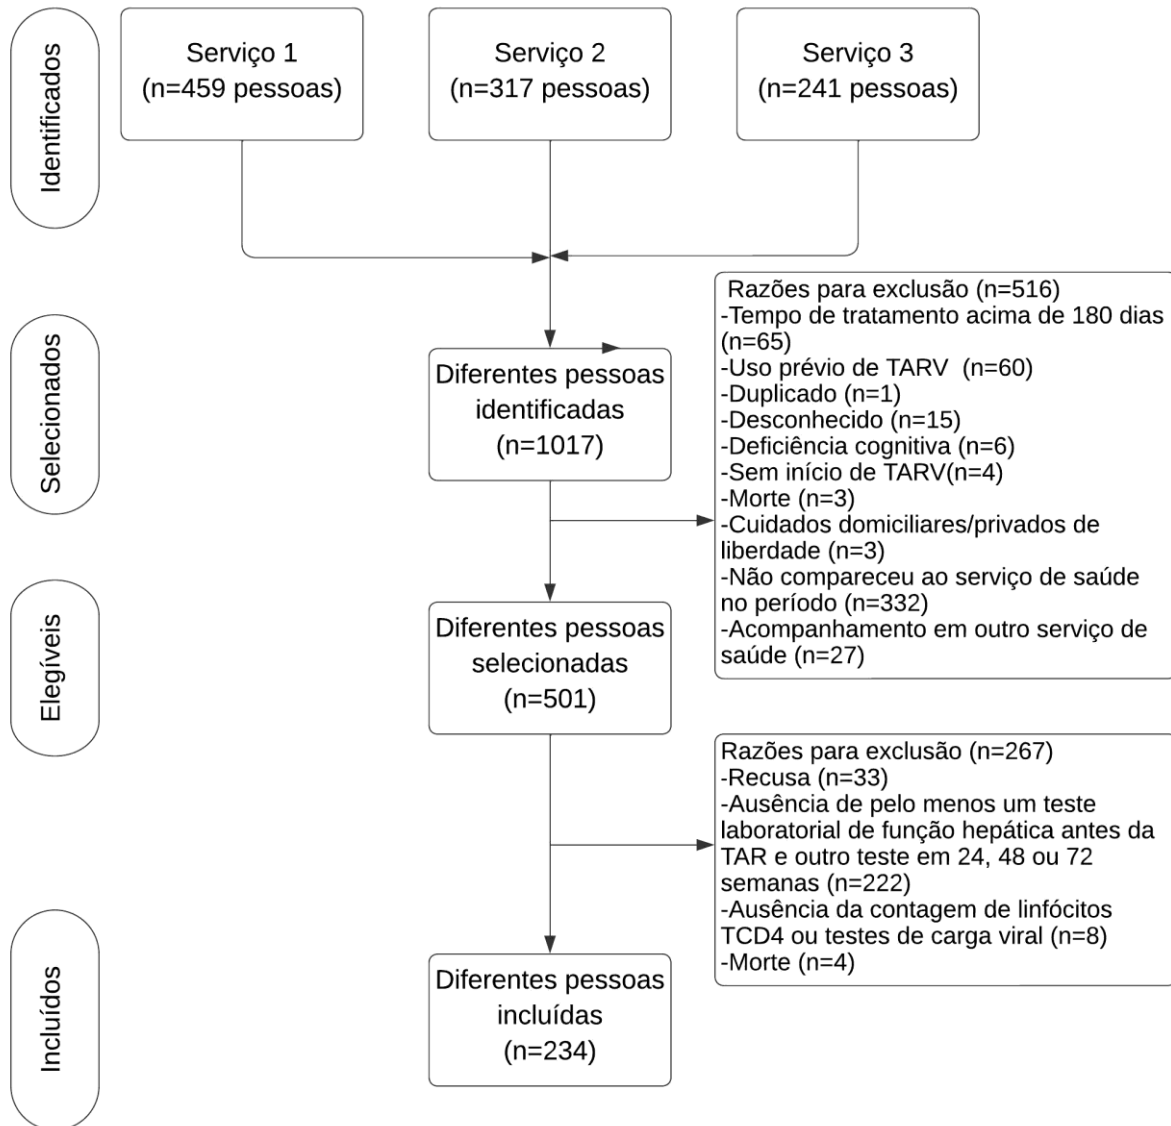 Identificados
Serviço 1
(n=459 pessoas)
Serviço 2
(n=317 pessoas)
Serviço 3
(n=241 pessoas)
Selecionados
Diferentes pessoas
identificadas
(n=1017)
Razões para exclusão (n=516)
-Tempo de tratamento acima de 180 dias
(n=65)
-Uso prévio de TARV (n=60)
-Duplicado (n=1)
-Desconhecido (n=15)
-Deficiência cognitiva (n=6)
-Sem início de TARV(n=4)
-Morte (n=3)
-Cuidados domiciliares/privados de
liberdade (n=3)
-Não compareceu ao serviço de saúde
no período (n=332)
-Acompanhamento em outro serviço de
saúde (n=27)
Elegíveis
Diferentes pessoas
selecionadas
(n=501)
Razões para exclusão (n=267)
-Recusa (n=33)
-Ausência de pelo menos um teste
laboratorial de função hepática antes da
TAR e outro teste em 24, 48 ou 72
semanas (n=222)
-Ausência da contagem de linfócitos
TCD4 ou testes de carga viral (n=8)
-Morte (n=4)
Incluídos
Diferentes pessoas
incluídas
(n=234)